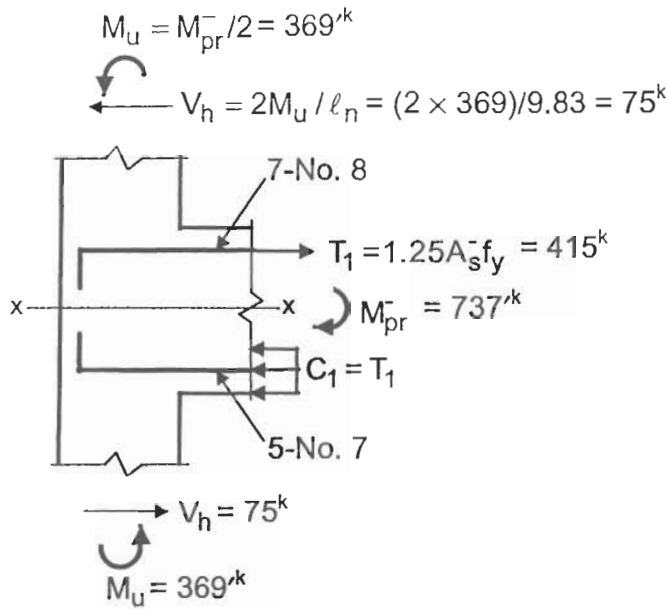 Mᵤ = M⁻ₚᵣ/2 = 369′ᵏ
Vₕ = 2Mᵤ / ℓₙ = (2 × 369)/9.83 = 75ᵏ
7-No. 8
T₁ = 1.25A⁻ₛfᵧ = 415ᵏ
x x
M⁻ₚᵣ = 737′ᵏ
C₁ = T₁
5-No. 7
Vₕ = 75ᵏ
Mᵤ = 369′ᵏ